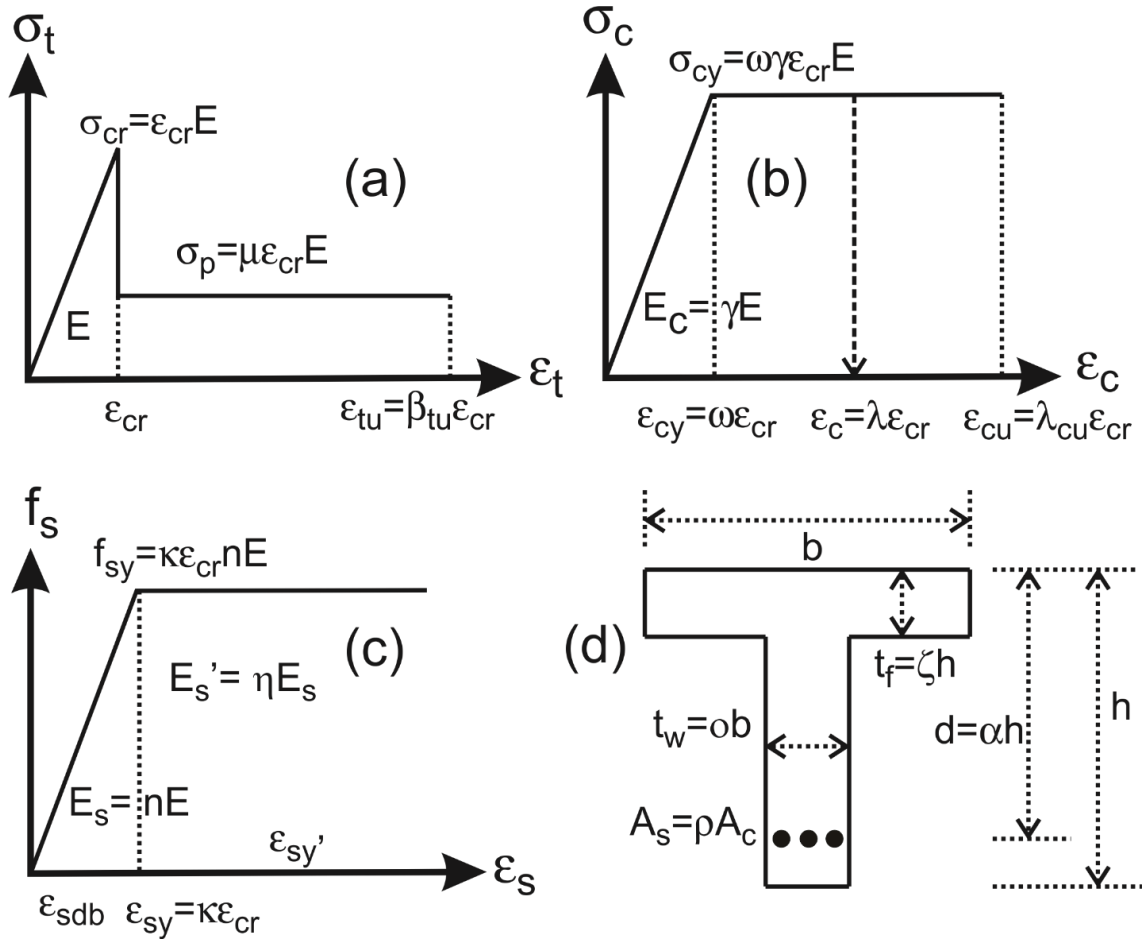 σt
σcr=εcrE
(a)
σp=μεcrE
E
εt
εcr
εtu=βtuεcr
σc
σcy=ωγεcrE
(b)
Ec= γE
εc
εcy=ωεcr
εc=λεcr
εcu=λcuεcr
fs
fsy=κεcrnE
(c)
Es'= ηEs
Es= nE
εsy'
εs
εsdb
εsy=κεcr
b
(d)
tf=ζh
tw=ob
d=αh
h
As=ρAc